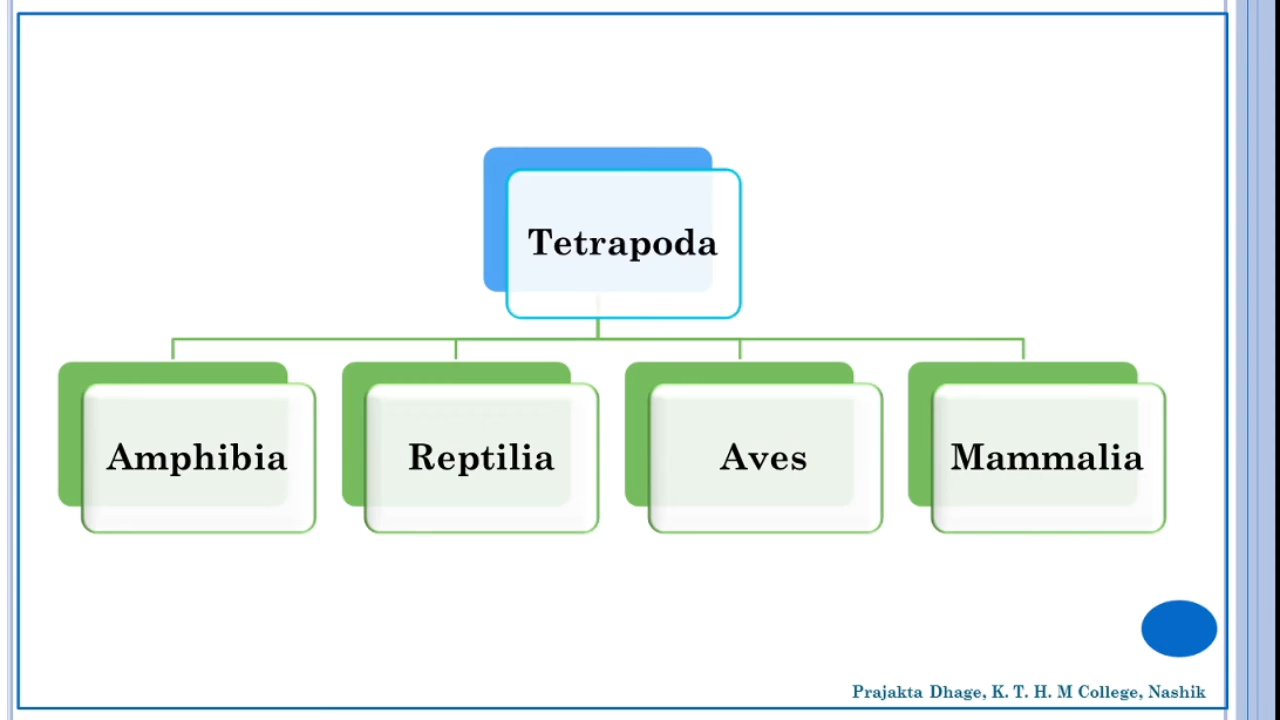 Tetrapoda
Amphibia
Reptilia
Aves
Mammalia
Prajakta Dhage, K. T. H. M College, Nashik